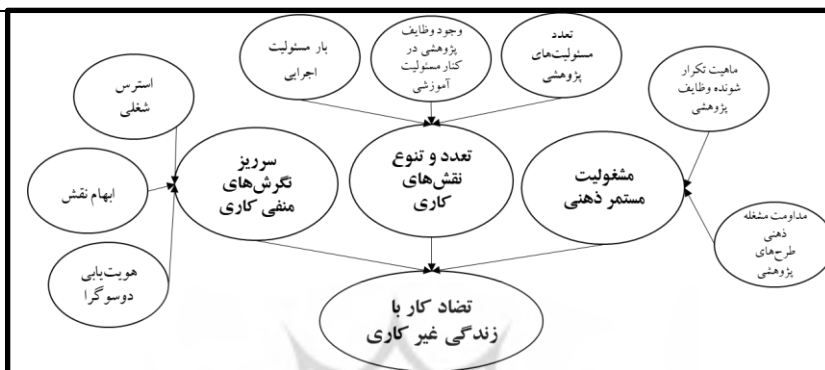 تعدد
مسئولیت‌های
پژوهشی
وجود وظایف
پژوهشی در
کنار مسئولیت
آموزشی
بار مسئولیت
اجرایی
ماهیت تکرار
شونده وظایف
پژوهشی
استرس
شغلی
مشغولیت
مستمر ذهنی
تعدد و تنوع
نقش‌های
کاری
سرریز
نگرش‌های
منفی کاری
ابهام نقش
مداومت مشغله
ذهنی
طرح‌های
پژوهشی
هویت‌یابی
دوسوگرا
تضاد کار با
زندگی غیر کاری